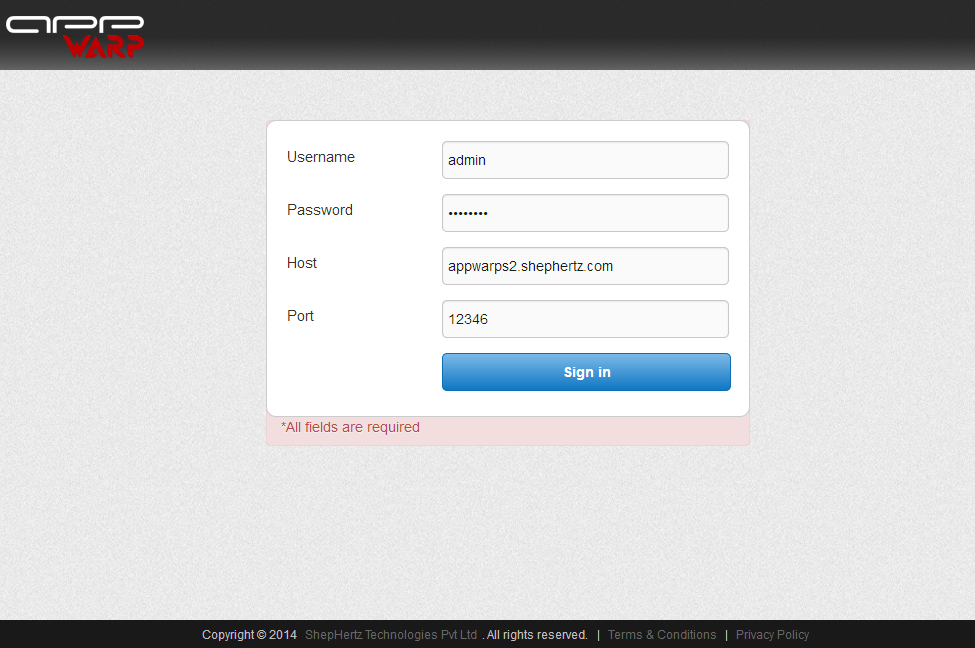 APP
WARP
Username
admin
Password
••••••••
Host
appwarps2.shephertz.com
Port
12346
Sign in
*All fields are required
Copyright © 2014 ShepHertz Technologies Pvt Ltd . All rights reserved. | Terms & Conditions | Privacy Policy